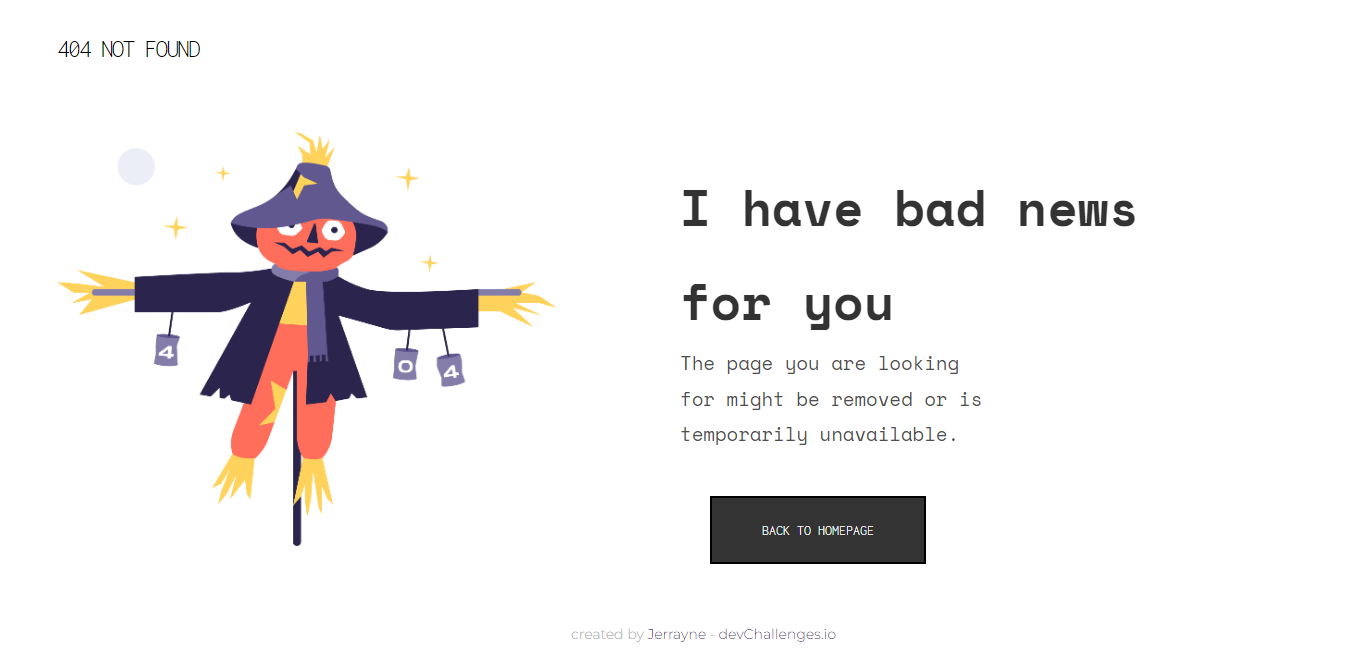 404 NOT FOUND
4
0
4
I have bad news
for you
The page you are looking
for might be removed or is
temporarily unavailable.
BACK TO HOMEPAGE
created by Jerrayne - devChallenges.io